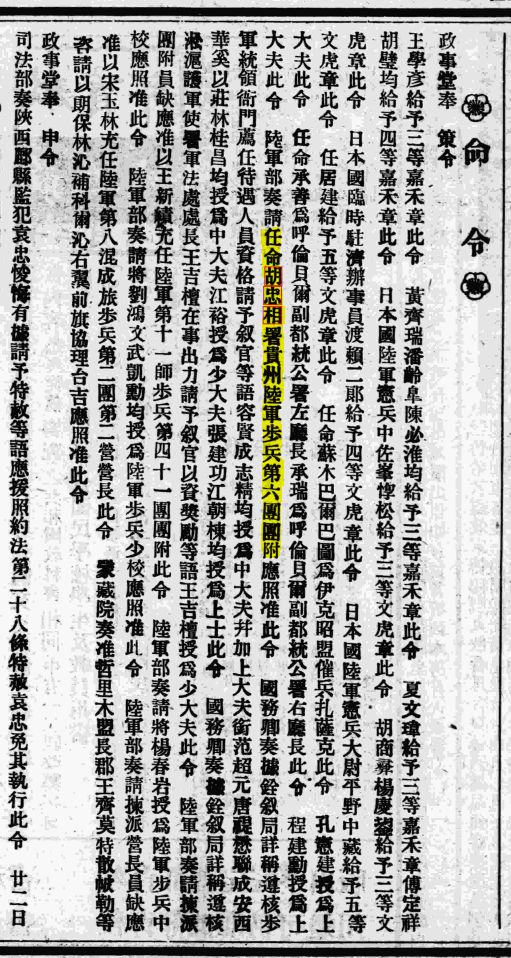 命令
政事堂奉　策令
王學彥給予三等嘉禾章此令　黃齊瑞潘齡皐陳必淮均給予三等嘉禾章此令　夏文瑋給予三等嘉禾章傅定祥
胡璧均給予四等嘉禾章此令　日本國陸軍憲兵中佐峯惇松給予三等文虎章此令　胡商彝楊慶鋆給予三等文
虎章此令　日本國臨時駐濟辦事員渡賴二郎給予四等文虎章此令　日本國陸軍憲兵大尉平野中藏給予五等
文虎章此令　任居建給予五等文虎章此令　任命蘇木巴爾巴圖爲伊克昭盟催兵扎薩克此令　孔憲建授爲上
大夫此令　任命承善爲呼倫貝爾副都統公署左廳長承瑞爲呼倫貝爾副都統公署右廳長此令　程建勳授爲上
大夫此令　陸軍部奏請任命胡忠相署貴州陸軍步兵第六團團附應照准此令　國務卿奏據銓敘局詳稱遵核步
軍統領衙門薦任待遇人員資格請予敘官等語容賢成志精均授爲中大夫幷加上大夫銜范超元唐禔懋聯成安西
華奚以莊林桂昌均授爲中大夫江裕授爲少大夫張建功江朝棟均授爲上士此令　國務卿奏據銓敘局詳稱遵核
淞滬護軍使署軍法處處長王吉檀在事出力請予敘官以資獎勵等語王吉檀授爲少大夫此令　陸軍部奏請揀派
團附員缺應准以王新續充任陸軍第十一師步兵第四十一團團附此令　陸軍部奏請將楊春岩授爲陸軍步兵中
校應照准此令　陸軍部奏請將劉鴻文武凱勳均授爲陸軍步兵少校應照准此令　陸軍部奏請揀派營長員缺應
准以宋玉林充任陸軍第八混成旅步兵第二團第二營營長此令　蒙藏院奏准哲里木盟長郡王齊莫特散帔勒等
咨請以朗保林沁補科爾沁右翼前旗協理台吉應照准此令
政事堂奉　申令
司法部奏陝西郿縣監犯袁忠悛悔有據請予特赦等語應援照約法第二十八條特赦袁忠免其執行此令　廿二日